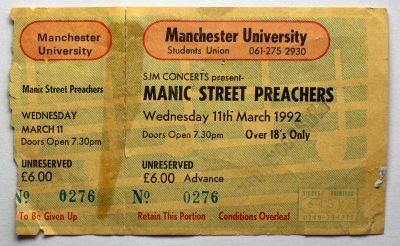 Manchester
University
Manic Street Preachers
WEDNESDAY
MARCH 11
Doors Open 7.30pm
UNRESERVED
£6.00
Nº 0276
To Be Given Up
Manchester University
Students Union 061-275 2930
SJM CONCERTS present-
MANIC STREET PREACHERS
Wednesday 11th March 1992
Doors Open 7.30pm Over 18's Only
UNRESERVED
£6.00 Advance
Nº 0276
Retain This Portion Conditions Overleaf